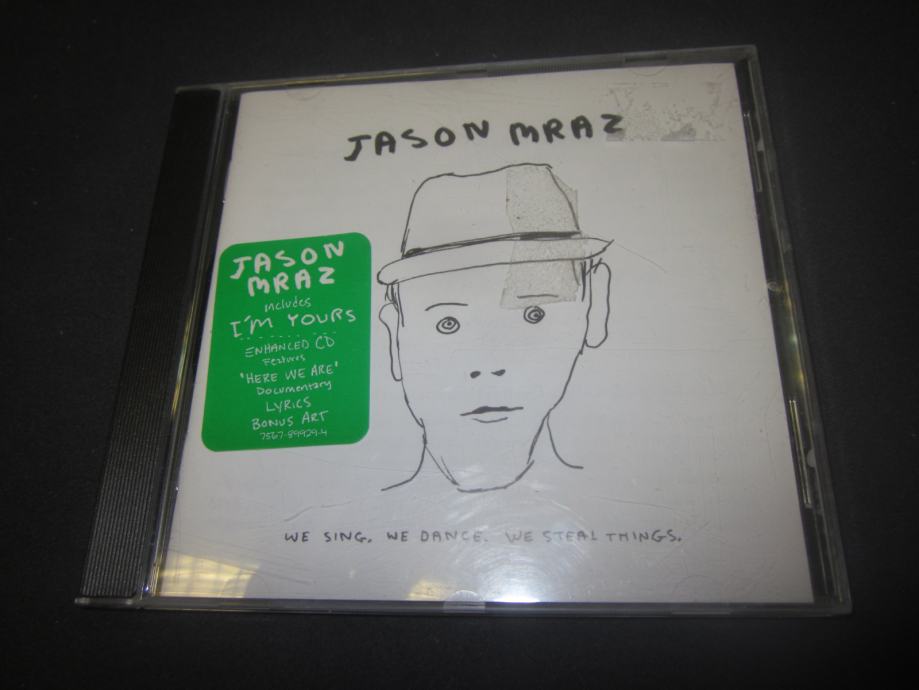 JASON MRAZ
JASON
MRAZ
includes
I'M YOURS
ENHANCED CD
Features
"HERE WE ARE"
Documentary
LYRICS
BONUS ART
7567-89929-4
WE SING. WE DANCE. WE STEAL THINGS.